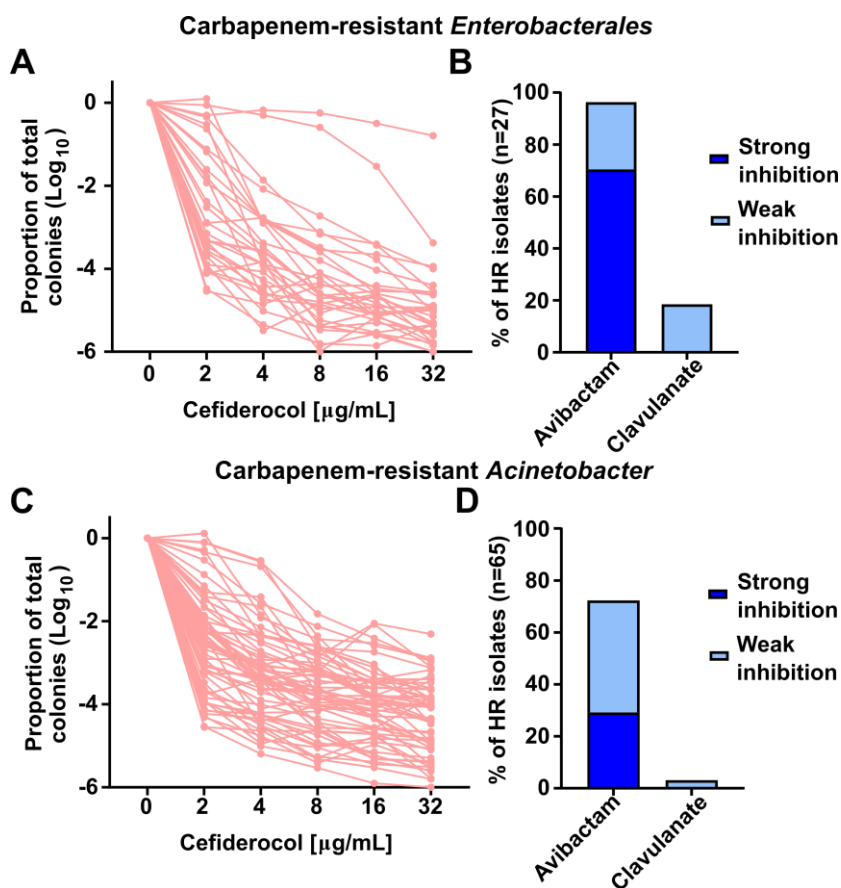 Carbapenem-resistant Enterobacterales
A
Proportion of total
colonies (Log10)
0
-2
-4
-6
0 2 4 8 16 32
Cefiderocol [µg/mL]
B
% of HR isolates (n=27)
100
80
60
40
20
0
Avibactam
Clavulanate
Strong
inhibition
Weak
inhibition
Carbapenem-resistant Acinetobacter
C
Proportion of total
colonies (Log10)
0
-2
-4
-6
0 2 4 8 16 32
Cefiderocol [µg/mL]
D
% of HR isolates (n=65)
100
80
60
40
20
0
Avibactam
Clavulanate
Strong
inhibition
Weak
inhibition